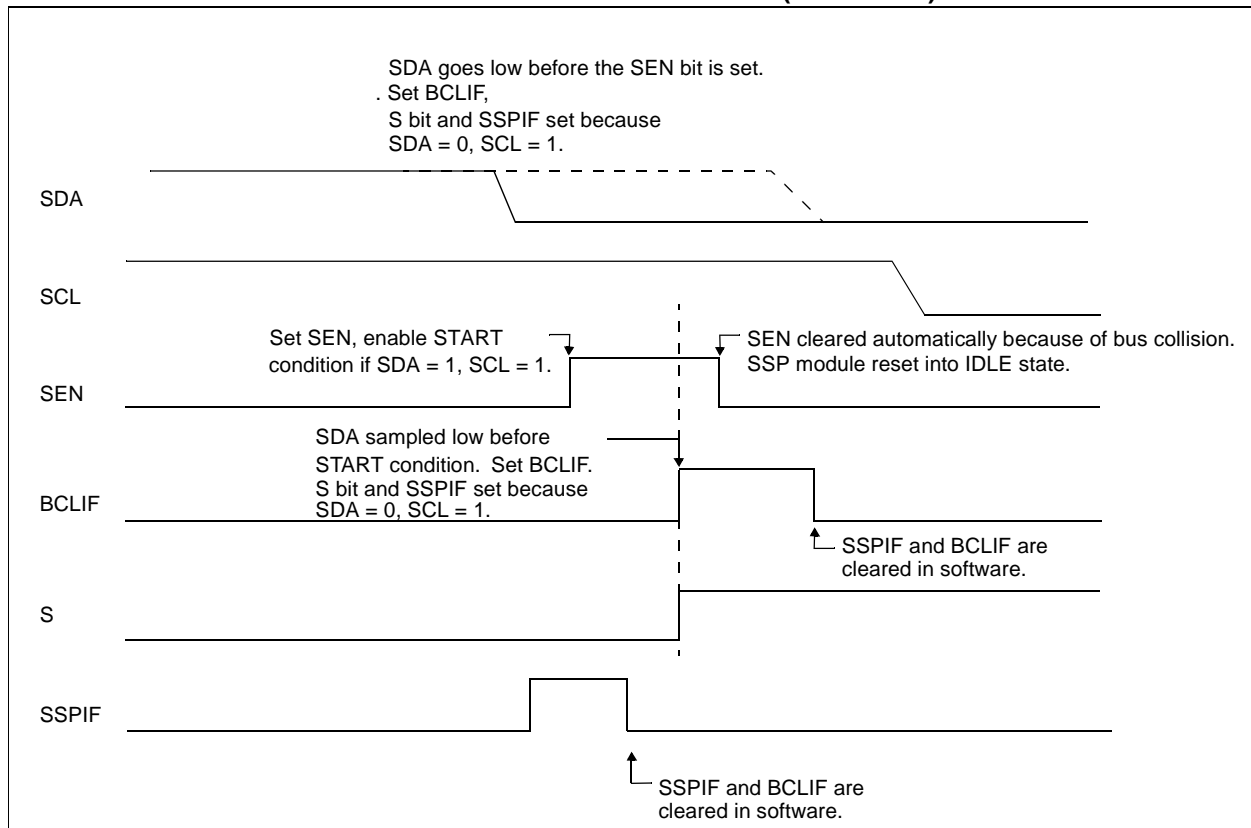 SDA goes low before the SEN bit is set.
. Set BCLIF,
S bit and SSPIF set because
SDA = 0, SCL = 1.
SDA
SCL
Set SEN, enable START
condition if SDA = 1, SCL = 1.
SEN cleared automatically because of bus collision.
SSP module reset into IDLE state.
SEN
SDA sampled low before
START condition. Set BCLIF.
S bit and SSPIF set because
SDA = 0, SCL = 1.
BCLIF
SSPIF and BCLIF are
cleared in software.
S
SSPIF
SSPIF and BCLIF are
cleared in software.